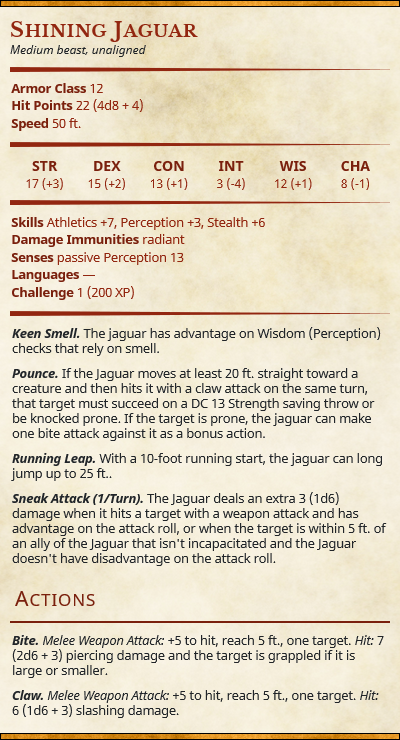 Shining Jaguar
Medium beast, unaligned
Armor Class 12
Hit Points 22 (4d8 + 4)
Speed 50 ft.
STR DEX CON INT WIS CHA
17 (+3) 15 (+2) 13 (+1) 3 (-4) 12 (+1) 8 (-1)
Skills Athletics +7, Perception +3, Stealth +6
Damage Immunities radiant
Senses passive Perception 13
Languages —
Challenge 1 (200 XP)
Keen Smell. The jaguar has advantage on Wisdom (Perception)
checks that rely on smell.
Pounce. If the Jaguar moves at least 20 ft. straight toward a
creature and then hits it with a claw attack on the same turn,
that target must succeed on a DC 13 Strength saving throw or
be knocked prone. If the target is prone, the jaguar can make
one bite attack against it as a bonus action.
Running Leap. With a 10-foot running start, the jaguar can long
jump up to 25 ft..
Sneak Attack (1/Turn). The Jaguar deals an extra 3 (1d6)
damage when it hits a target with a weapon attack and has
advantage on the attack roll, or when the target is within 5 ft. of
an ally of the Jaguar that isn't incapacitated and the Jaguar
doesn't have disadvantage on the attack roll.
Actions
Bite. Melee Weapon Attack: +5 to hit, reach 5 ft., one target. Hit: 7
(2d6 + 3) piercing damage and the target is grappled if it is
large or smaller.
Claw. Melee Weapon Attack: +5 to hit, reach 5 ft., one target. Hit:
6 (1d6 + 3) slashing damage.